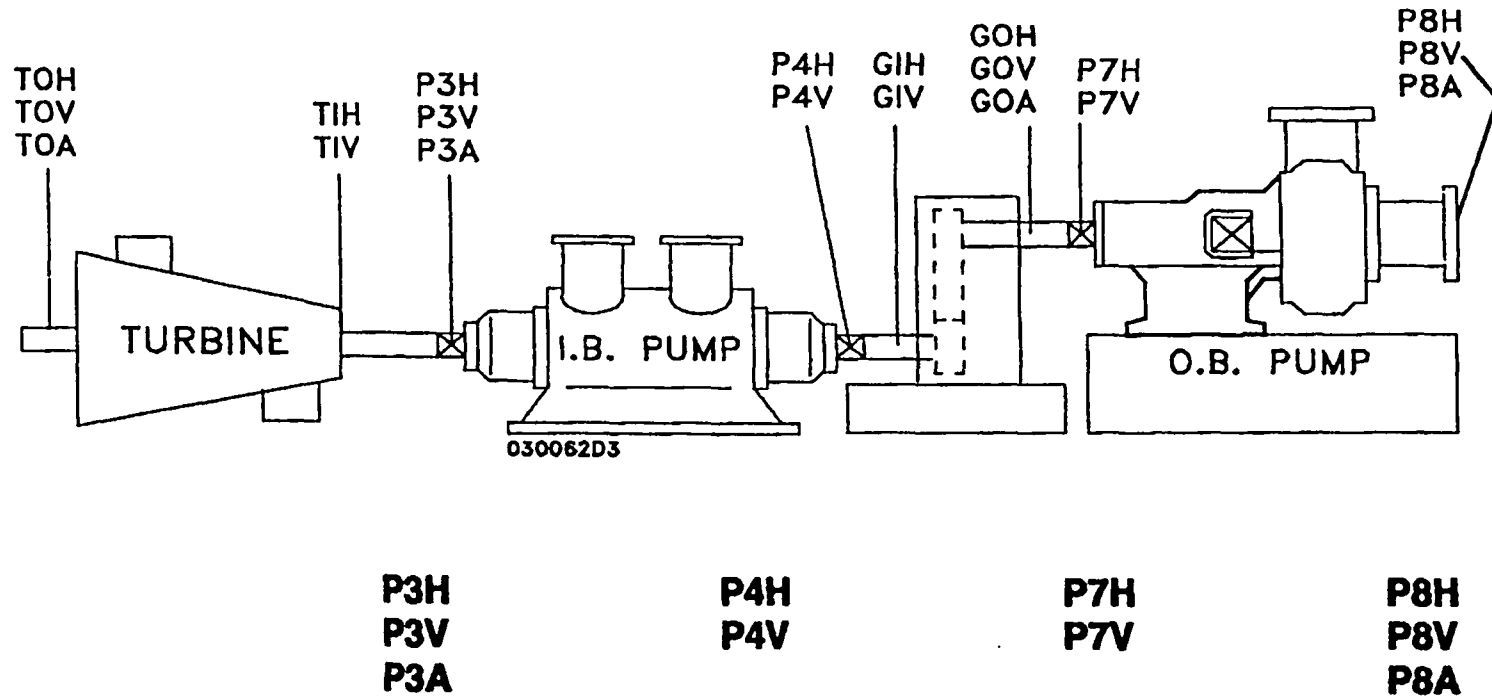 TOH
TOV
TOA
TIH
TIV
P3H
P3V
P3A
P4H
P4V
GIH
GIV
GOH
GOV
GOA
P7H
P7V
P8H
P8V
P8A
TURBINE
I.B. PUMP
O.B. PUMP
030062D3
P3H
P3V
P3A
P4H
P4V
P7H
P7V
P8H
P8V
P8A